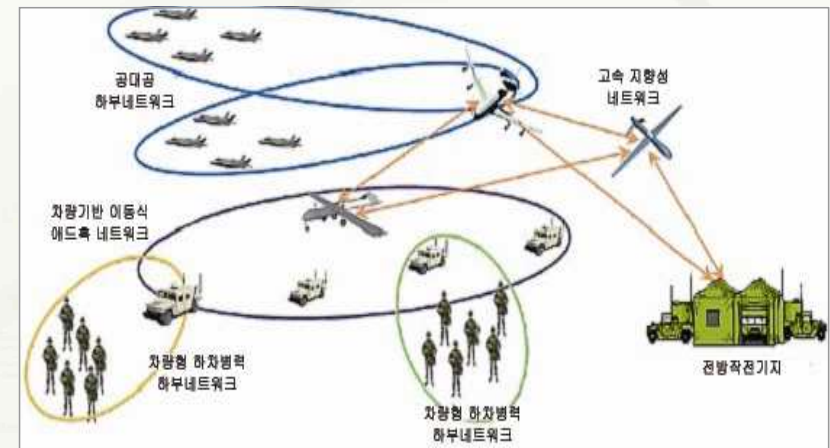 공대공
하부네트워크
고속 지향성
네트워크
차량기반 이동식
애드혹 네트워크
차량형 하차병력
하부네트워크
차량형 하차병력
하부네트워크
전방작전기지